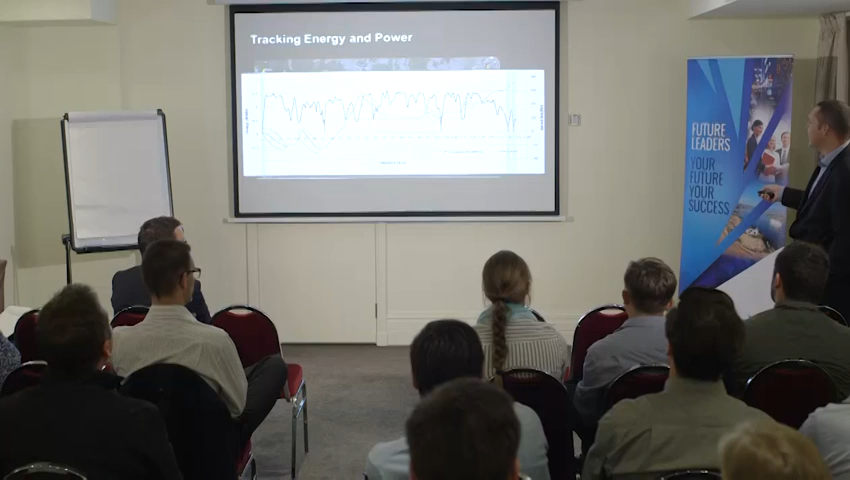 Tracking Energy and Power
FUTURE
LEADERS
YOUR
FUTURE
YOUR
SUCCESS